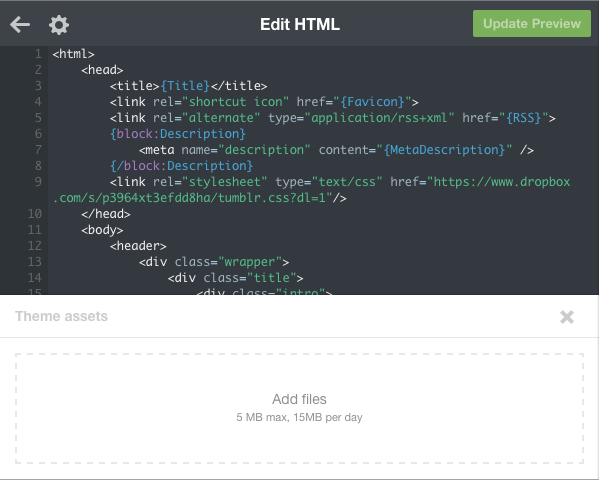 Edit HTML
Update Preview
1 <html>
2 <head>
3 <title>{Title}</title>
4 <link rel="shortcut icon" href="{Favicon}">
5 <link rel="alternate" type="application/rss+xml" href="{RSS}">
6 {block:Description}
7 <meta name="description" content="{MetaDescription}" />
8 {/block:Description}
9 <link rel="stylesheet" type="text/css" href="https://www.dropbox
.com/s/p3964xt3efdd8ha/tumblr.css?dl=1"/>
10 </head>
11 <body>
12 <header>
13 <div class="wrapper">
14 <div class="title">
15 <div class="intro">
Theme assets
Add files
5 MB max, 15MB per day